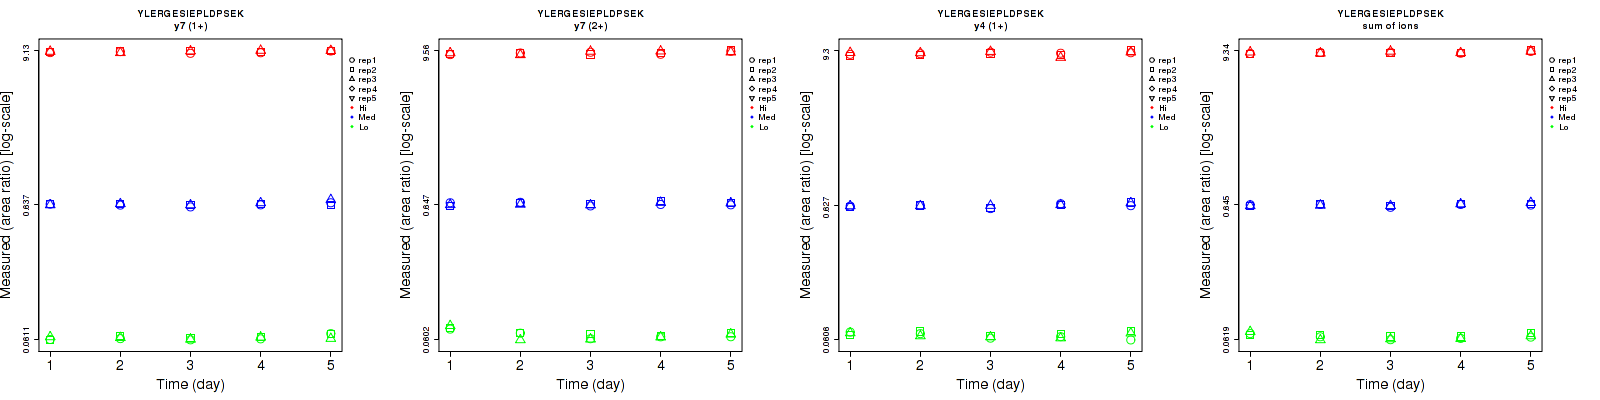 YLERGESIEPLDPSEK
y7 (1+)
Measured (area ratio) [log-scale]
9.13
0.837
0.0611
1 2 3 4 5
Time (day)
rep1
rep2
rep3
rep4
rep5
Hi
Med
Lo
YLERGESIEPLDPSEK
y7 (2+)
Measured (area ratio) [log-scale]
9.56
0.847
0.0602
1 2 3 4 5
Time (day)
rep1
rep2
rep3
rep4
rep5
Hi
Med
Lo
YLERGESIEPLDPSEK
y4 (1+)
Measured (area ratio) [log-scale]
9.3
0.827
0.0606
1 2 3 4 5
Time (day)
rep1
rep2
rep3
rep4
rep5
Hi
Med
Lo
YLERGESIEPLDPSEK
sum of ions
Measured (area ratio) [log-scale]
9.34
0.845
0.0619
1 2 3 4 5
Time (day)
rep1
rep2
rep3
rep4
rep5
Hi
Med
Lo